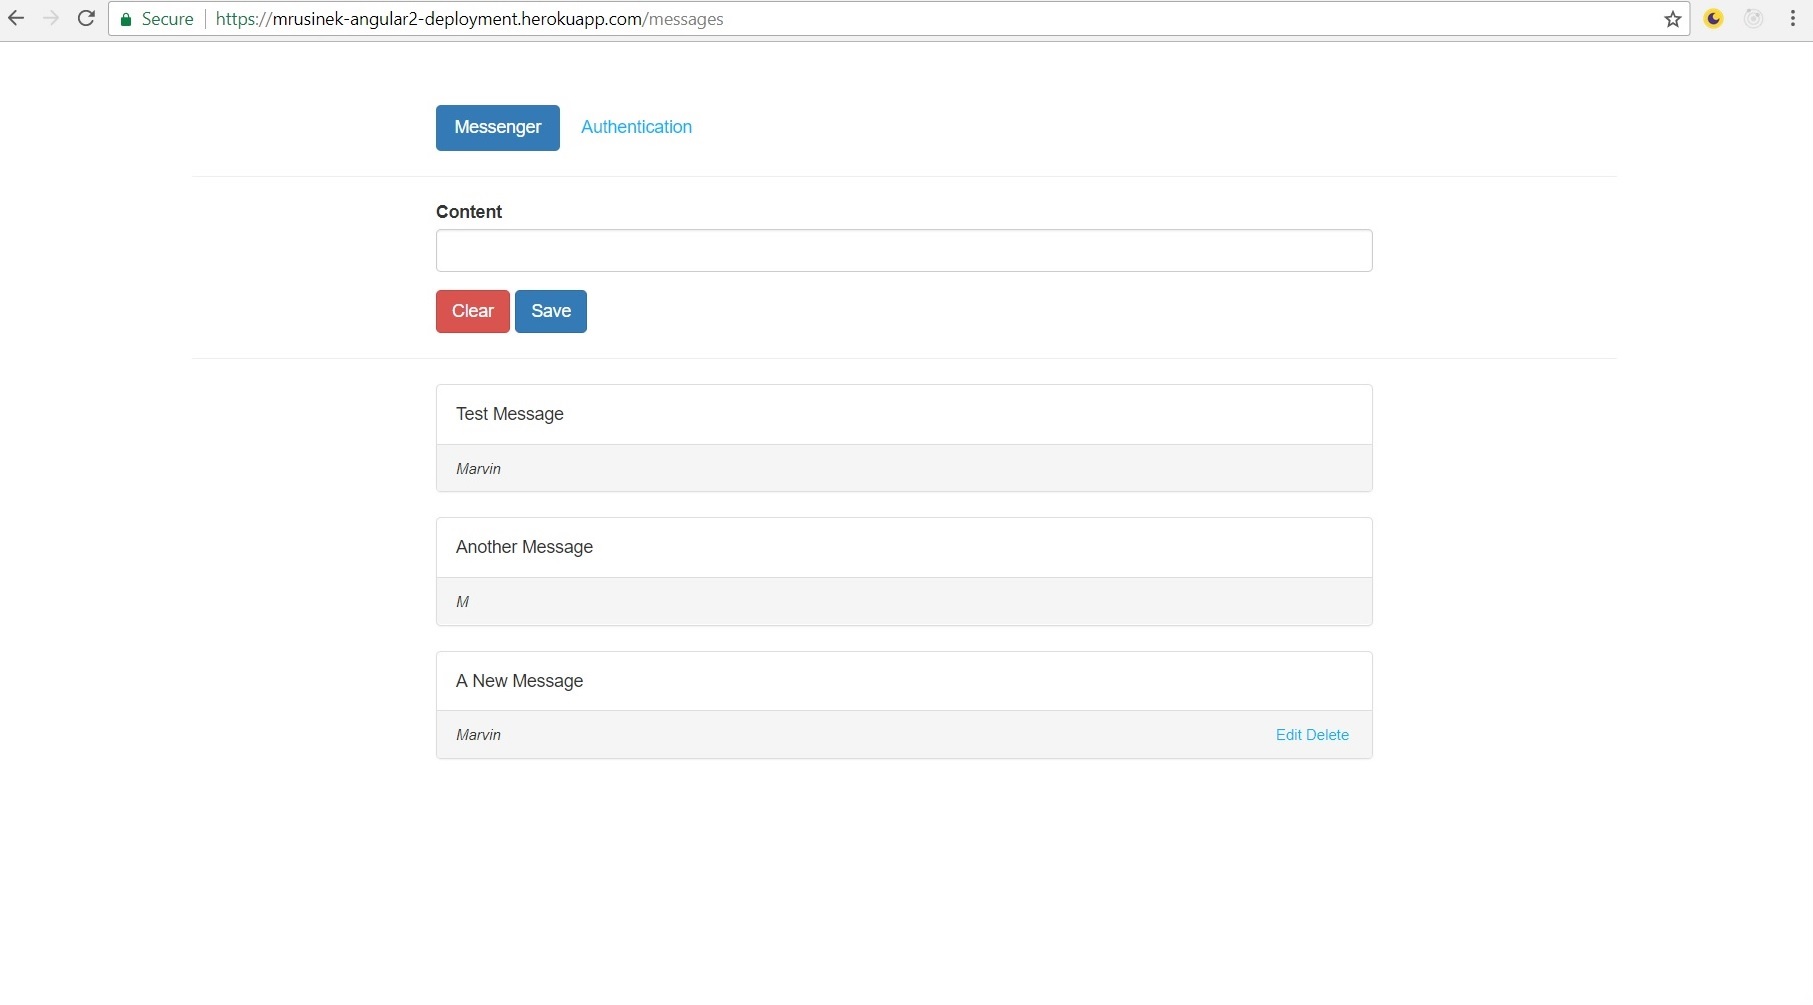 Secure https://mrusinek-angular2-deployment.herokuapp.com/messages
Messenger Authentication
Content
Clear Save
Test Message
Marvin
Another Message
M
A New Message
Marvin Edit Delete